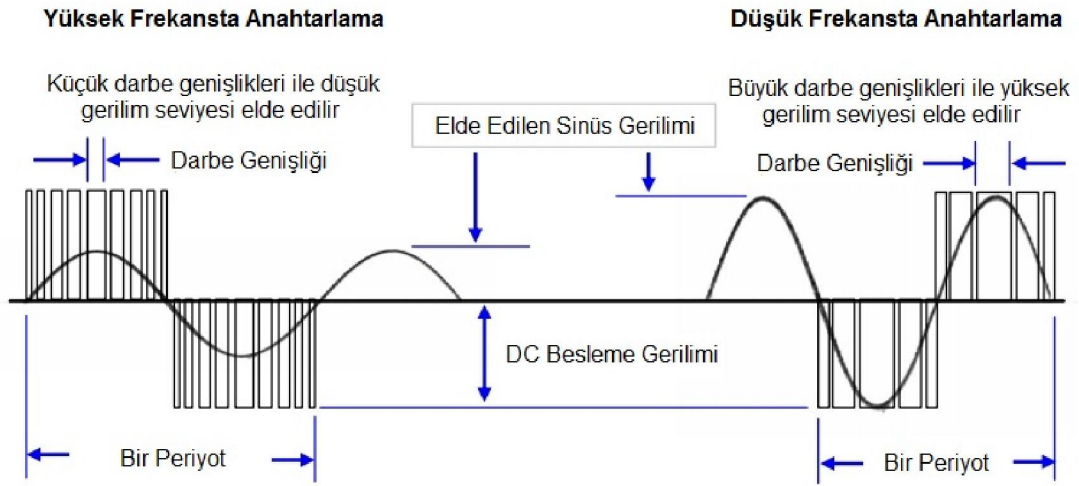 Yüksek Frekansta Anahtarlama
Küçük darbe genişlikleri ile düşük
gerilim seviyesi elde edilir
Darbe Genişliği
Elde Edilen Sinüs Gerilimi
Düşük Frekansta Anahtarlama
Büyük darbe genişlikleri ile yüksek
gerilim seviyesi elde edilir
Darbe Genişliği
DC Besleme Gerilimi
Bir Periyot
Bir Periyot